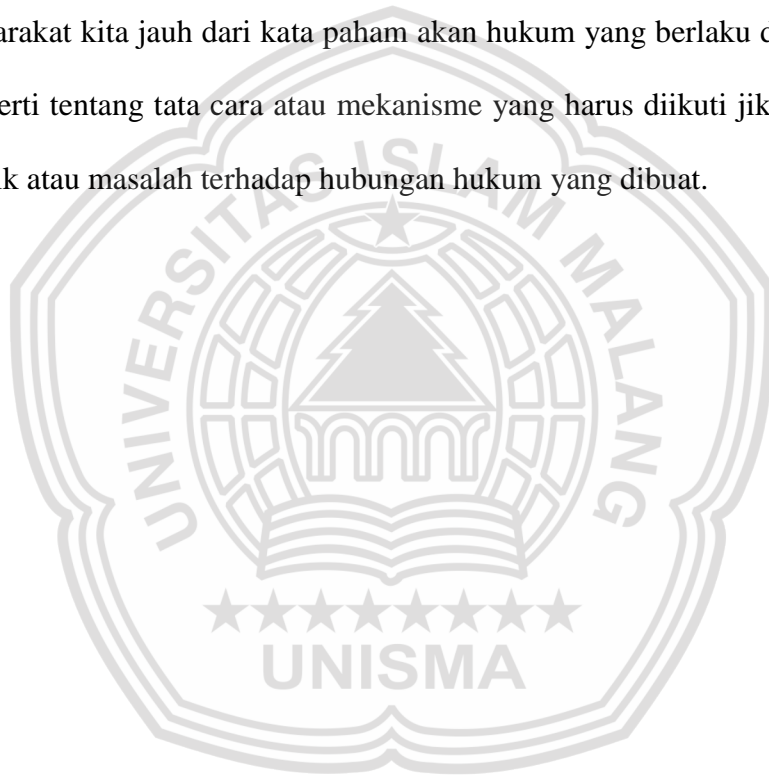 arakat kita jauh dari kata paham akan hukum yang berlaku d
erti tentang tata cara atau mekanisme yang harus diikuti jik
ik atau masalah terhadap hubungan hukum yang dibuat.
UNIVERSITAS ISLAM MALANG
UNISMA